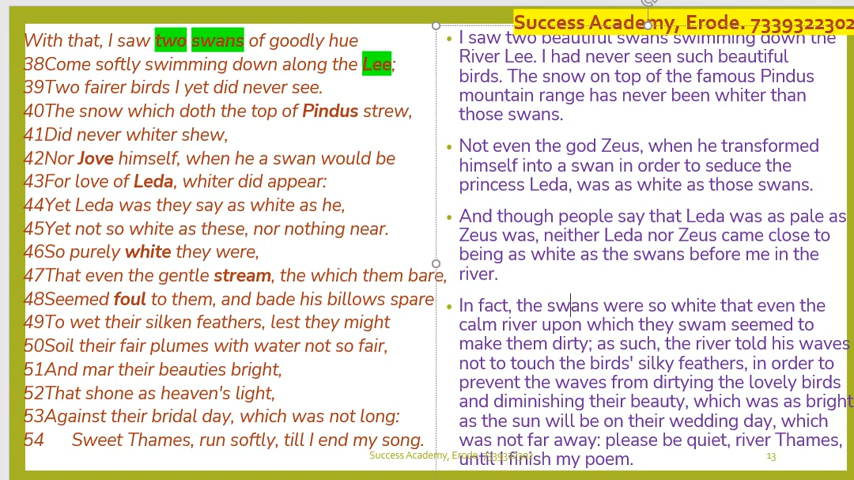 Success Academy, Erode. 7339322302
With that, I saw two swans of goodly hue
38Come softly swimming down along the Lee;
39Two fairer birds I yet did never see.
40The snow which doth the top of Pindus strew,
41Did never whiter shew,
42Nor Jove himself, when he a swan would be
43For love of Leda, whiter did appear:
44Yet Leda was they say as white as he,
45Yet not so white as these, nor nothing near.
46So purely white they were,
47That even the gentle stream, the which them bare,
48Seemed foul to them, and bade his billows spare
49To wet their silken feathers, lest they might
50Soil their fair plumes with water not so fair,
51And mar their beauties bright,
52That shone as heaven's light,
53Against their bridal day, which was not long:
54 Sweet Thames, run softly, till I end my song.
• I saw two beautiful swans swimming down the
River Lee. I had never seen such beautiful
birds. The snow on top of the famous Pindus
mountain range has never been whiter than
those swans.
• Not even the god Zeus, when he transformed
himself into a swan in order to seduce the
princess Leda, was as white as those swans.
• And though people say that Leda was as pale as
Zeus was, neither Leda nor Zeus came close to
being as white as the swans before me in the
river.
• In fact, the swans were so white that even the
calm river upon which they swam seemed to
make them dirty; as such, the river told his waves
not to touch the birds' silky feathers, in order to
prevent the waves from dirtying the lovely birds
and diminishing their beauty, which was as bright
as the sun will be on their wedding day, which
was not far away: please be quiet, river Thames,
until I finish my poem.
Success Academy, Erode.
13